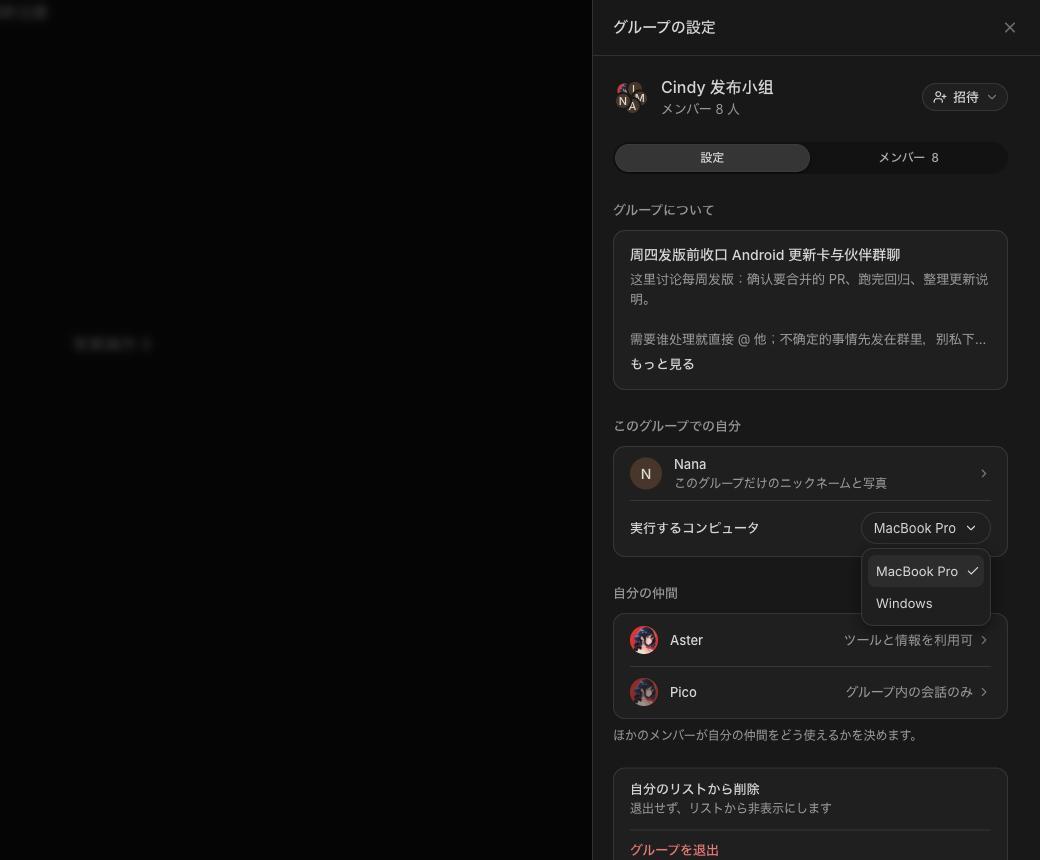 グループの設定
Cindy 发布小组
メンバー 8 人
招待
設定
メンバー 8
グループについて
周四发版前收口 Android 更新卡与伙伴群聊
这里讨论每周发版：确认要合并的 PR、跑完回归、整理更新说
明。
需要谁处理就直接 @ 他；不确定的事情先发在群里，别私下...
もっと見る
このグループでの自分
N
Nana
このグループだけのニックネームと写真
実行するコンピュータ
MacBook Pro
MacBook Pro
Windows
自分の仲間
Aster
ツールと情報を利用可
Pico
グループ内の会話のみ
ほかのメンバーが自分の仲間をどう使えるかを決めます。
自分のリストから削除
退出せず、リストから非表示にします
グループを退出